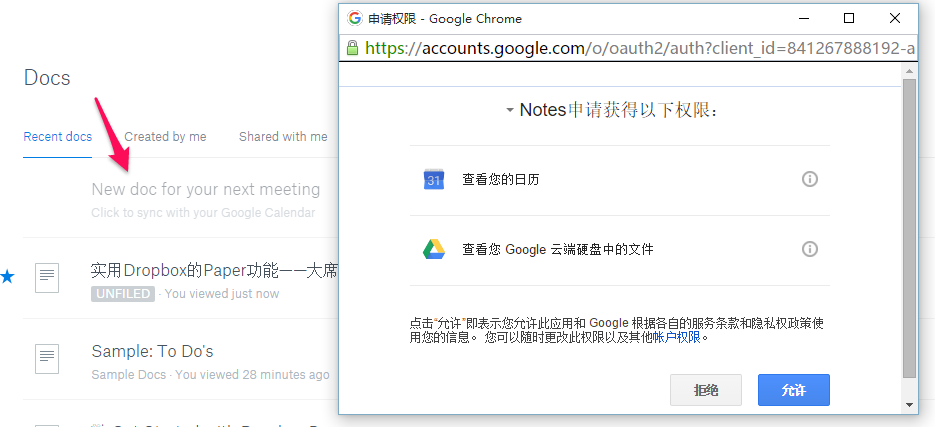 Docs
Recent docs
Created by me
Shared with me
New doc for your next meeting
Click to sync with your Google Calendar
实用Dropbox的Paper功能——大席
UNFILED · You viewed just now
Sample: To Do's
Sample Docs · You viewed 28 minutes ago
申请权限 - Google Chrome
https://accounts.google.com/o/oauth2/auth?client_id=841267888192-a
Notes申请获得以下权限：
31
查看您的日历
查看您 Google 云端硬盘中的文件
点击“允许”即表示您允许此应用和 Google 根据各自的服务条款和隐私权政策使
用您的信息。 您可以随时更改此权限以及其他帐户权限。
拒绝
允许